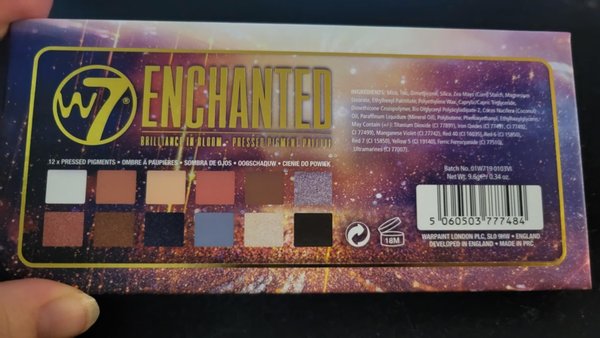 W7®
ENCHANTED
BRILLIANCE IN BLOOM - PRESSED PIGMENT PALETTE
12 x PRESSED PIGMENTS • OMBRE À PAUPIÈRES • SOMBRA DE OJOS • OOGSCHADUW • CIENIE DO POWIEK
INGREDIENTS: Mica, Talc, Dimethicone, Silica, Zea Mays (Corn) Starch, Magnesium
Stearate, Ethylhexyl Palmitate, Polyethylene Wax, Caprylic/Capric Triglyceride,
Dimethicone Crosspolymer, Bis-Diglyceryl Polyacyladipate-2, Cocos Nucifera (Coconut)
Oil, Paraffinum Liquidum (Mineral Oil), Polybutene, Phenoxyethanol, Ethylhexylglycerin,
May Contain (+/-): Titanium Dioxide (CI 77891), Iron Oxides (CI 77491, CI 77492,
CI 77499), Manganese Violet (CI 77742), Red 40 (CI 16035), Red 6 (CI 15850),
Red 7 (CI 15850), Yellow 5 (CI 19140), Ferric Ferrocyanide (CI 77510),
Ultramarines (CI 77007).
Batch No. 01W719 0103VI
Net Wt. 9.6g℮ / 0.34 oz.
5 060503 777484
18M
WARPAINT LONDON PLC, SL0 9HW • ENGLAND
DEVELOPED IN ENGLAND • MADE IN PRC